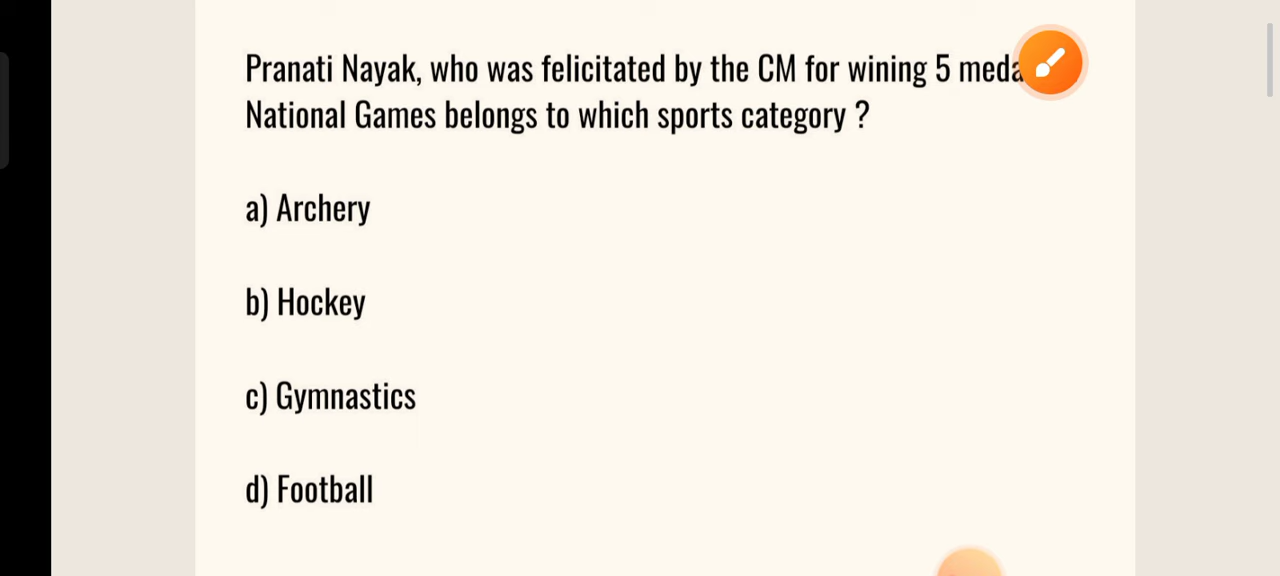 Pranati Nayak, who was felicitated by the CM for wining 5
National Games belongs to which sports category ?
a) Archery
b) Hockey
c) Gymnastics
d) Football